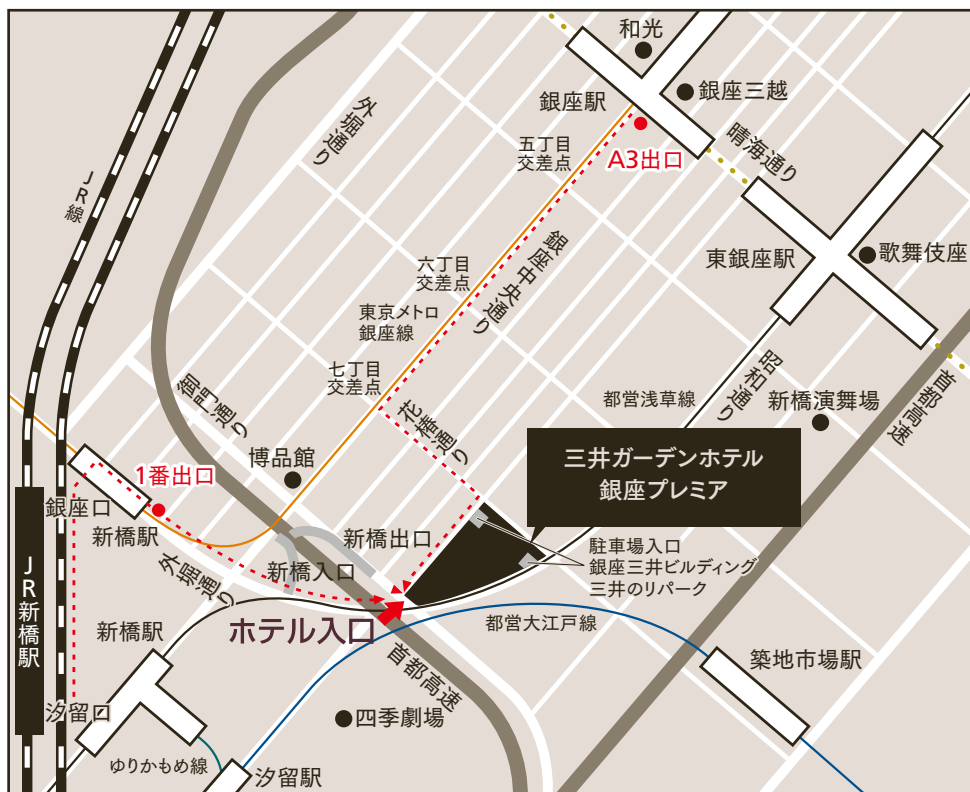 和光
銀座駅
銀座三越
外堀通り
五丁目
交差点
A3出口
晴海通り
JR線
銀座中央通り
東銀座駅
歌舞伎座
六丁目
交差点
東京メトロ
銀座線
七丁目
交差点
昭和通り
首都高速
都営浅草線
新橋演舞場
御門通り
花椿通り
博品館
1番出口
三井ガーデンホテル
銀座プレミア
銀座口
新橋駅
新橋出口
新橋入口
外堀通り
駐車場入口
銀座三井ビルディング
三井のリパーク
JR新橋駅
新橋駅
ホテル入口
都営大江戸線
首都高速
築地市場駅
汐留口
四季劇場
ゆりかもめ線
汐留駅